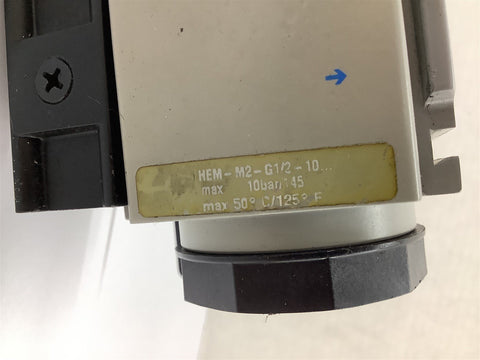 HEM-M2-G1/2-10...
max 10bar/145
max 50° C/125° F